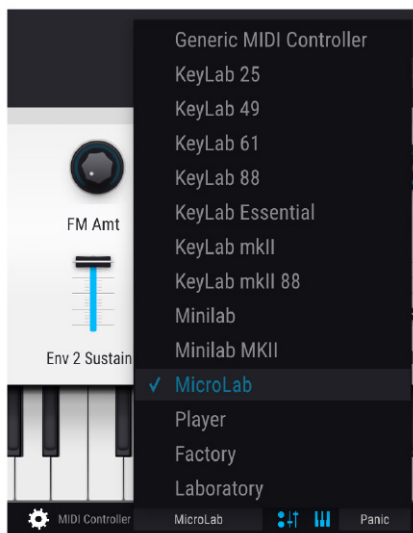 Generic MIDI Controller
KeyLab 25
KeyLab 49
KeyLab 61
KeyLab 88
KeyLab Essential
KeyLab mkII
KeyLab mkII 88
Minilab
Minilab MKII
✓ MicroLab
Player
Factory
Laboratory
FM Amt
Env 2 Sustain
MIDI Controller MicroLab Panic